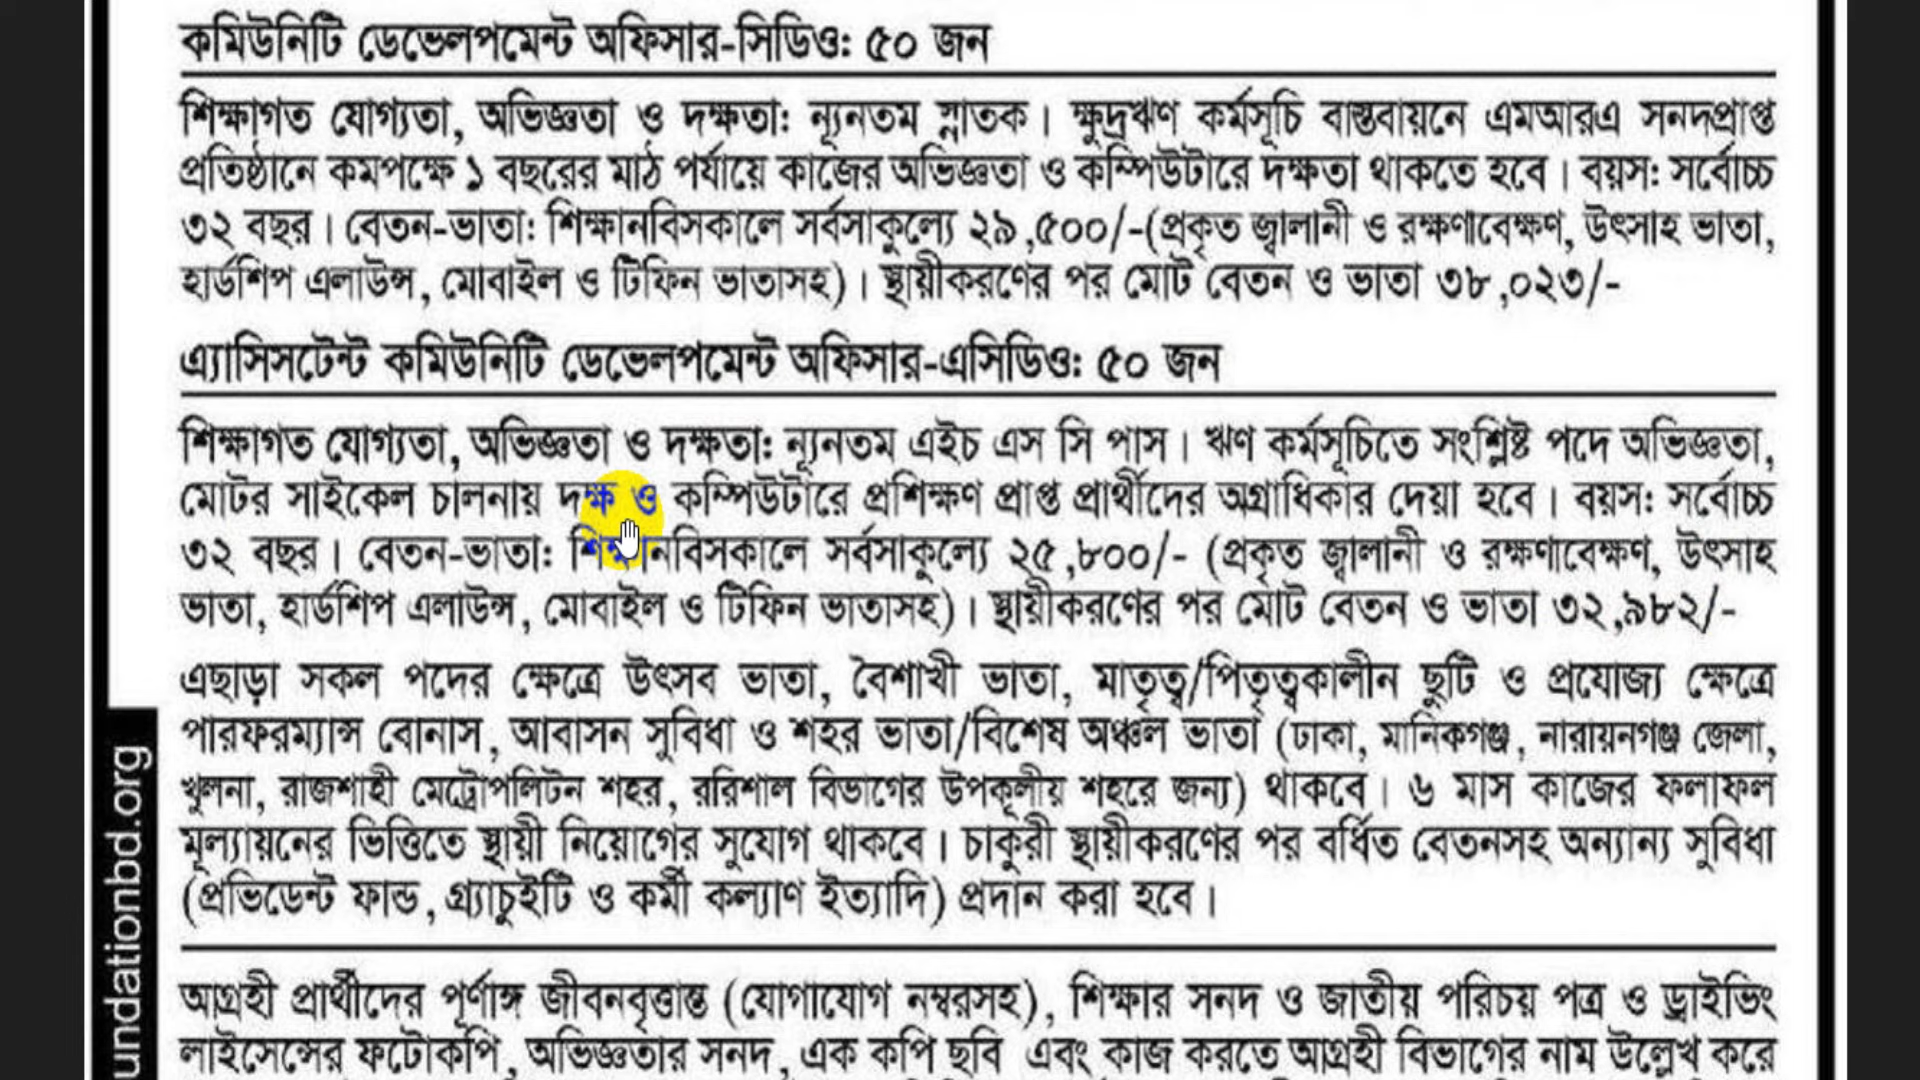 কমিউনিটি ডেভেলপমেন্ট অফিসার-সিডিও: ৫০ জন
শিক্ষাগত যোগ্যতা, অভিজ্ঞতা ও দক্ষতা: ন্যূনতম স্নাতক। ক্ষুদ্রঋণ কর্মসূচি বাস্তবায়নে এমআরএ সনদপ্রাপ্ত
প্রতিষ্ঠানে কমপক্ষে ১ বছরের মাঠ পর্যায়ে কাজের অভিজ্ঞতা ও কম্পিউটারে দক্ষতা থাকতে হবে। বয়স: সর্বোচ্চ
৩২ বছর। বেতন-ভাতা: শিক্ষানবিসকালে সর্বসাকুল্যে ২৯,৫০০/-(প্রকৃত জ্বালানী ও রক্ষণাবেক্ষণ, উৎসাহ ভাতা,
হার্ডশিপ এলাউন্স, মোবাইল ও টিফিন ভাতাসহ)। স্থায়ীকরণের পর মোট বেতন ও ভাতা ৩৮,০২৩/-
এ্যাসিসটেন্ট কমিউনিটি ডেভেলপমেন্ট অফিসার-এসিডিও: ৫০ জন
শিক্ষাগত যোগ্যতা, অভিজ্ঞতা ও দক্ষতা: ন্যূনতম এইচ এস সি পাস। ঋণ কর্মসূচিতে সংশ্লিষ্ট পদে অভিজ্ঞতা,
মোটর সাইকেল চালনায় দক্ষ ও কম্পিউটারে প্রশিক্ষণ প্রাপ্ত প্রার্থীদের অগ্রাধিকার দেয়া হবে। বয়স: সর্বোচ্চ
৩২ বছর। বেতন-ভাতা: শিক্ষানবিসকালে সর্বসাকুল্যে ২৫,৮০০/- (প্রকৃত জ্বালানী ও রক্ষণাবেক্ষণ, উৎসাহ
ভাতা, হার্ডশিপ এলাউন্স, মোবাইল ও টিফিন ভাতাসহ)। স্থায়ীকরণের পর মোট বেতন ও ভাতা ৩২,৯৮২/-
এছাড়া সকল পদের ক্ষেত্রে উৎসব ভাতা, বৈশাখী ভাতা, মাতৃত্ব/পিতৃত্বকালীন ছুটি ও প্রযোজ্য ক্ষেত্রে
পারফরম্যান্স বোনাস, আবাসন সুবিধা ও শহর ভাতা/বিশেষ অঞ্চল ভাতা (ঢাকা, মানিকগঞ্জ, নারায়নগঞ্জ জেলা,
খুলনা, রাজশাহী মেট্রোপলিটন শহর, ররিশাল বিভাগের উপকূলীয় শহরে জন্য) থাকবে। ৬ মাস কাজের ফলাফল
মূল্যায়নের ভিত্তিতে স্থায়ী নিয়োগের সুযোগ থাকবে। চাকুরী স্থায়ীকরণের পর বর্ধিত বেতনসহ অন্যান্য সুবিধা
(প্রভিডেন্ট ফান্ড, গ্র্যাচুইটি ও কর্মী কল্যাণ ইত্যাদি) প্রদান করা হবে।
আগ্রহী প্রার্থীদের পূর্ণাঙ্গ জীবনবৃত্তান্ত (যোগাযোগ নম্বরসহ), শিক্ষার সনদ ও জাতীয় পরিচয় পত্র ও ড্রাইভিং
লাইসেন্সের ফটোকপি, অভিজ্ঞতার সনদ, এক কপি ছবি এবং কাজ করতে আগ্রহী বিভাগের নাম উল্লেখ করে
undationbd.org